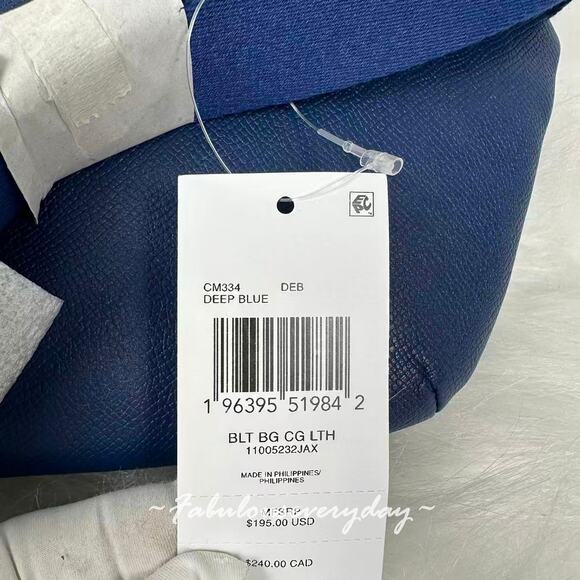 CM334 DEB
DEEP BLUE
1 96395 51984 2
BLT BG CG LTH
11005232JAX
MADE IN PHILIPPINES/
PHILIPPINES
~Fabulous everyday~
MFSRP
$195.00 USD
$240.00 CAD